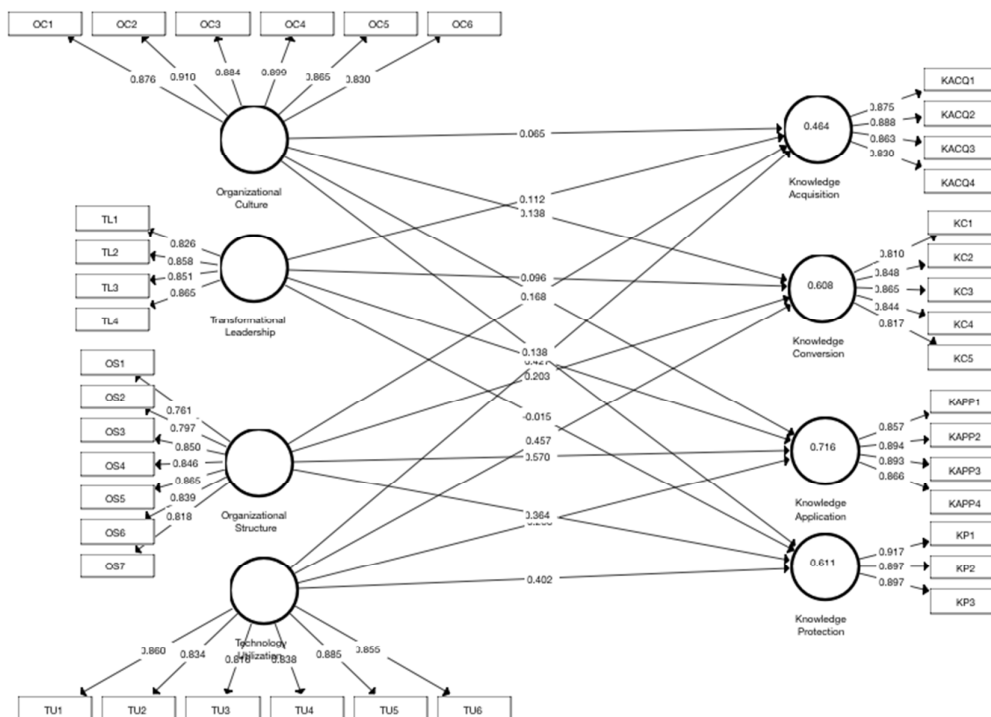 OC1 OC2 OC3 OC4 OC5 OC6
0.876 0.910 0.884 0.899 0.865 0.830
Organizational
Culture
TL1
TL2
TL3
TL4
0.826
0.858
0.851
0.865
Transformational
Leadership
OS1
OS2
OS3
OS4
OS5
OS6
OS7
0.761
0.797
0.850
0.846
0.865
0.839
0.818
Organizational
Structure
Technology
Utilization
0.860 0.834 0.838 0.885 0.855
TU1 TU2 TU3 TU4 TU5 TU6
0.065
0.112
0.138
0.096
0.168
0.138
0.203
-0.015
0.457
0.570
0.364
0.402
0.464
Knowledge
Acquisition
0.875
0.888
0.863
0.830
KACQ1
KACQ2
KACQ3
KACQ4
0.608
Knowledge
Conversion
0.810
0.848
0.865
0.844
0.817
KC1
KC2
KC3
KC4
KC5
0.716
Knowledge
Application
0.857
0.894
0.893
0.866
KAPP1
KAPP2
KAPP3
KAPP4
0.611
Knowledge
Protection
0.917
0.897
0.897
KP1
KP2
KP3